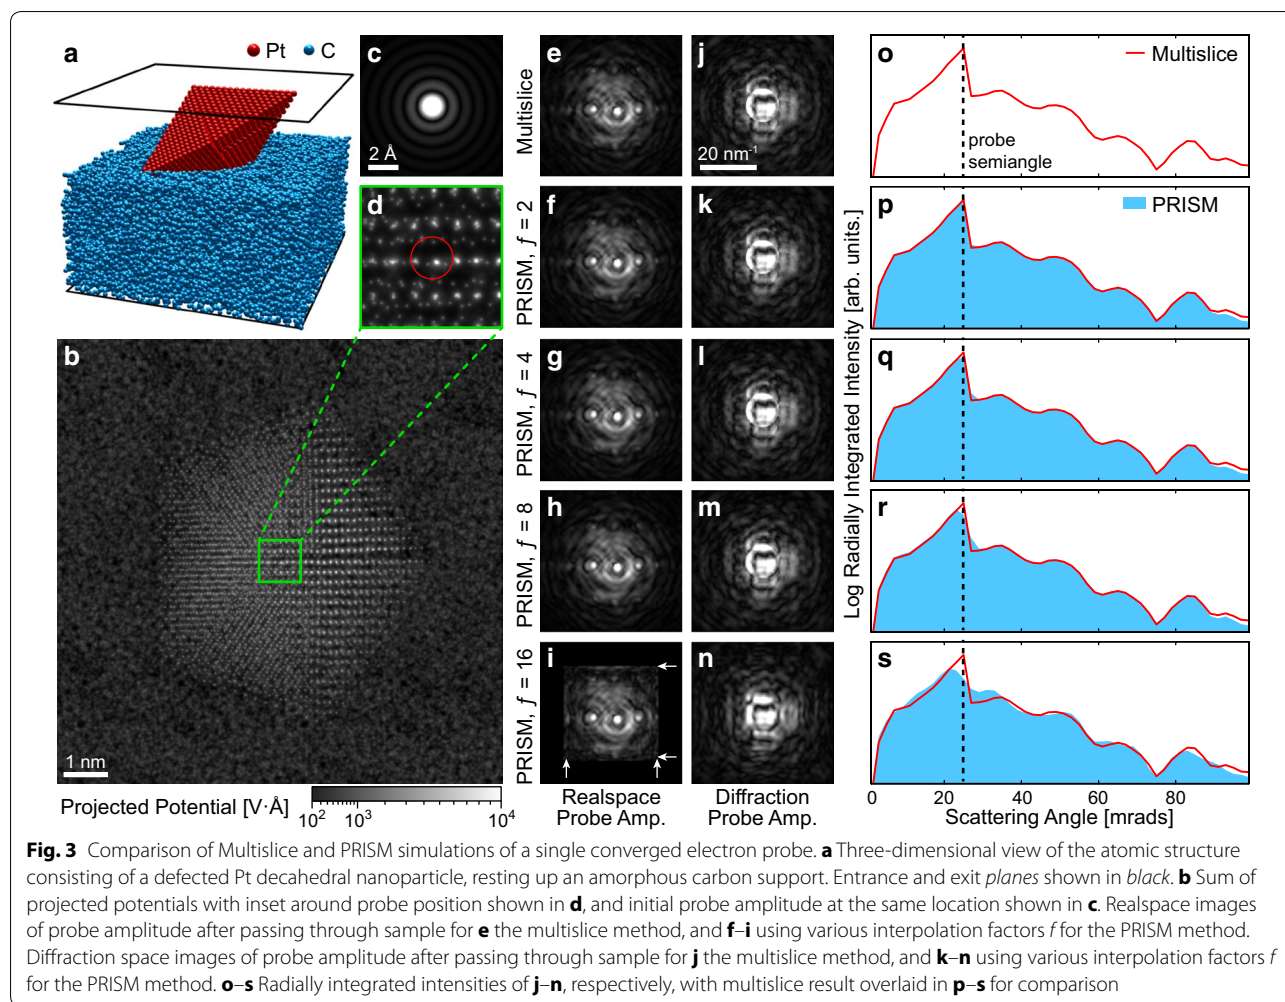 a
Pt
C
c
2 Å
d
b
1 nm
Projected Potential [V·Å]
10²
10³
10⁴
Multislice
PRISM, f = 2
PRISM, f = 4
PRISM, f = 8
PRISM, f = 16
e
j
20 nm⁻¹
f
k
g
l
h
m
i
n
Realspace
Probe Amp.
Diffraction
Probe Amp.
Log Radially Integrated Intensity [arb. units.]
o
Multislice
probe
semiangle
p
PRISM
q
r
s
0
20
40
60
80
Scattering Angle [mrads]
Fig. 3 Comparison of Multislice and PRISM simulations of a single converged electron probe. a Three-dimensional view of the atomic structure
consisting of a defected Pt decahedral nanoparticle, resting up an amorphous carbon support. Entrance and exit planes shown in black. b Sum of
projected potentials with inset around probe position shown in d, and initial probe amplitude at the same location shown in c. Realspace images
of probe amplitude after passing through sample for e the multislice method, and f–i using various interpolation factors f for the PRISM method.
Diffraction space images of probe amplitude after passing through sample for j the multislice method, and k–n using various interpolation factors f
for the PRISM method. o–s Radially integrated intensities of j–n, respectively, with multislice result overlaid in p–s for comparison